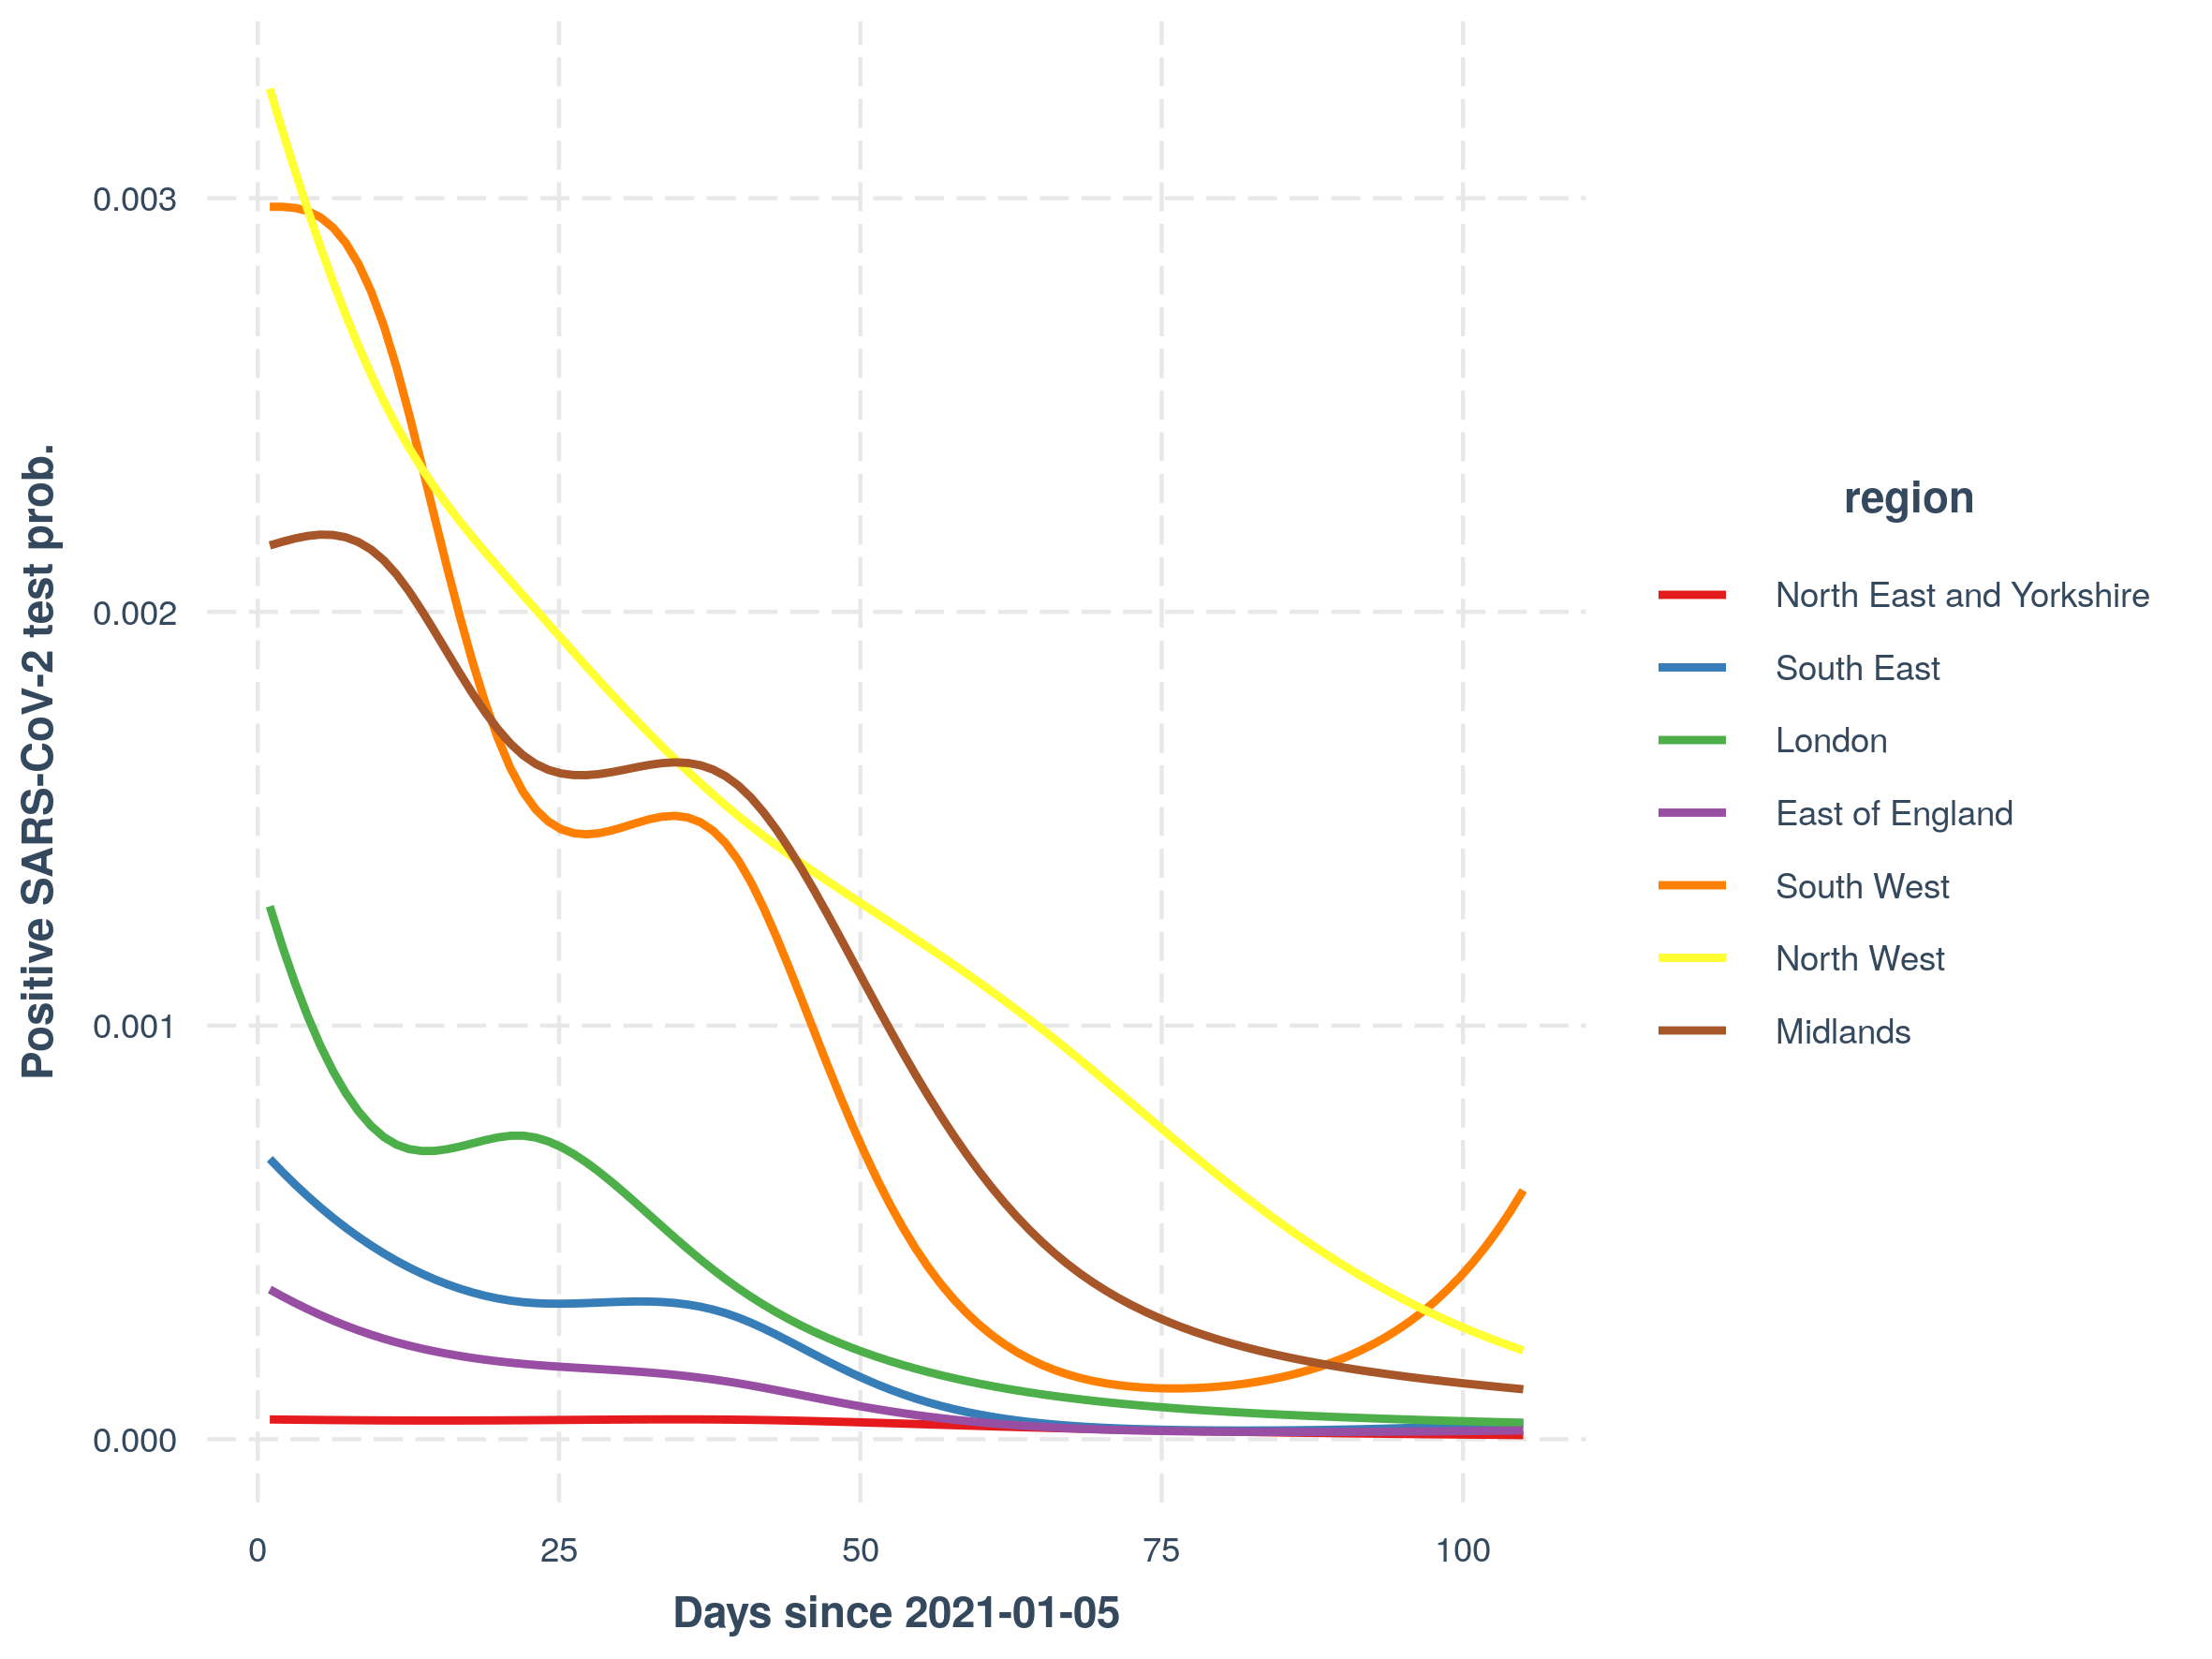 Positive SARS-CoV-2 test prob.
0.003
0.002
0.001
0.000
0
25
50
75
100
Days since 2021-01-05
region
North East and Yorkshire
South East
London
East of England
South West
North West
Midlands